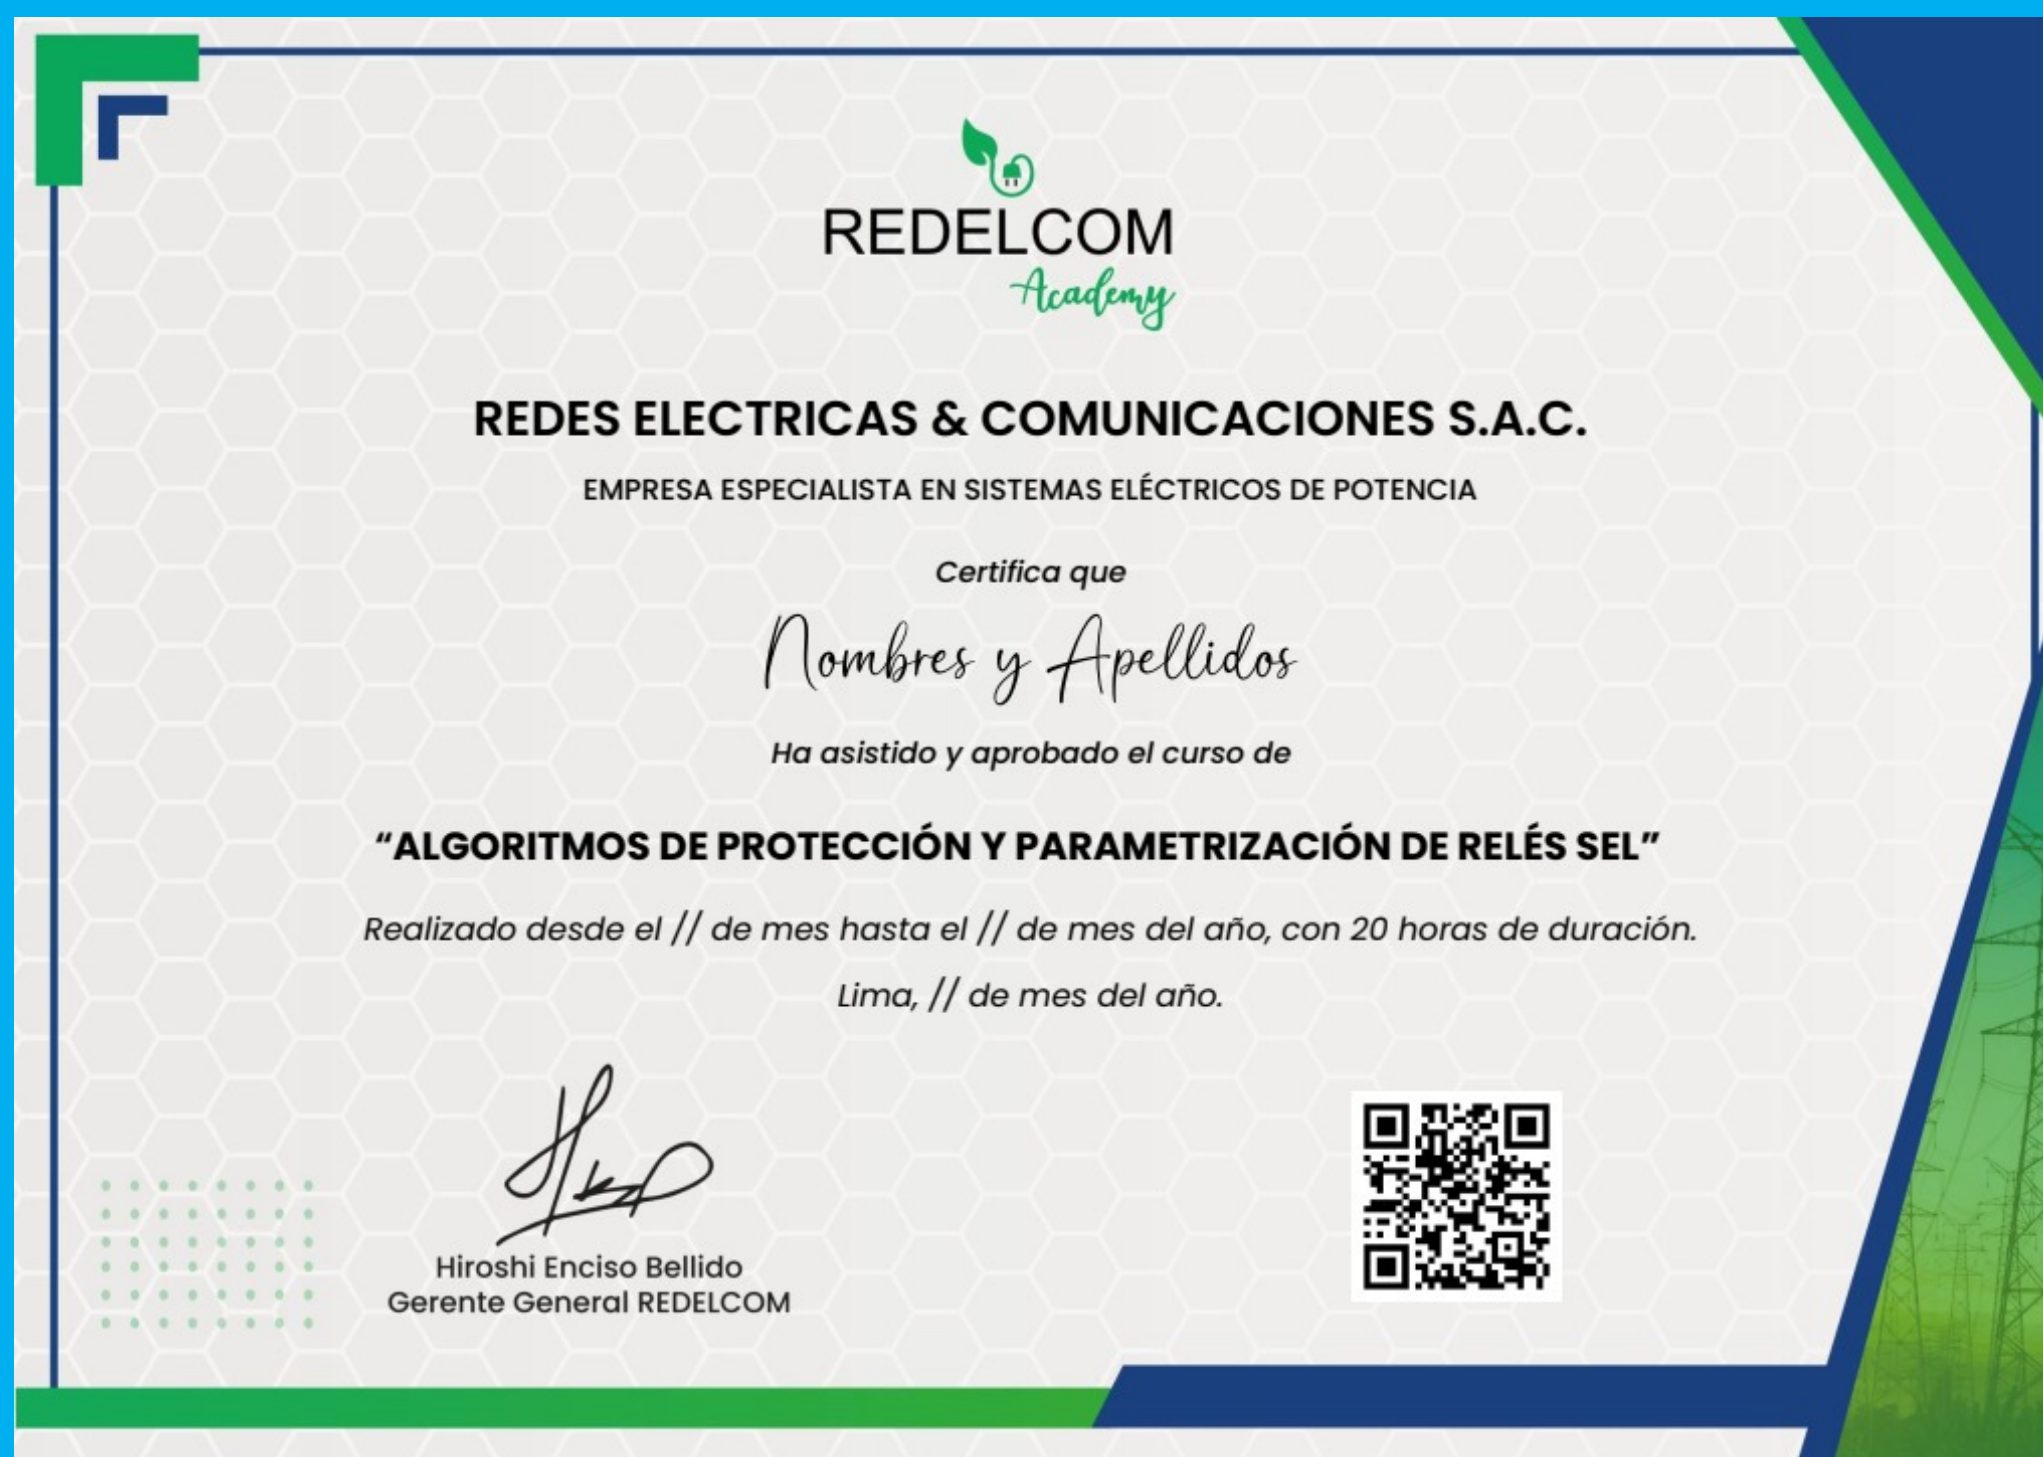 REDELCOM
Academy
REDES ELECTRICAS & COMUNICACIONES S.A.C.
EMPRESA ESPECIALISTA EN SISTEMAS ELÉCTRICOS DE POTENCIA
Certifica que
Nombres y Apellidos
Ha asistido y aprobado el curso de
“ALGORITMOS DE PROTECCIÓN Y PARAMETRIZACIÓN DE RELÉS SEL”
Realizado desde el // de mes hasta el // de mes del año, con 20 horas de duración.
Lima, // de mes del año.
Hiroshi Enciso Bellido
Gerente General REDELCOM